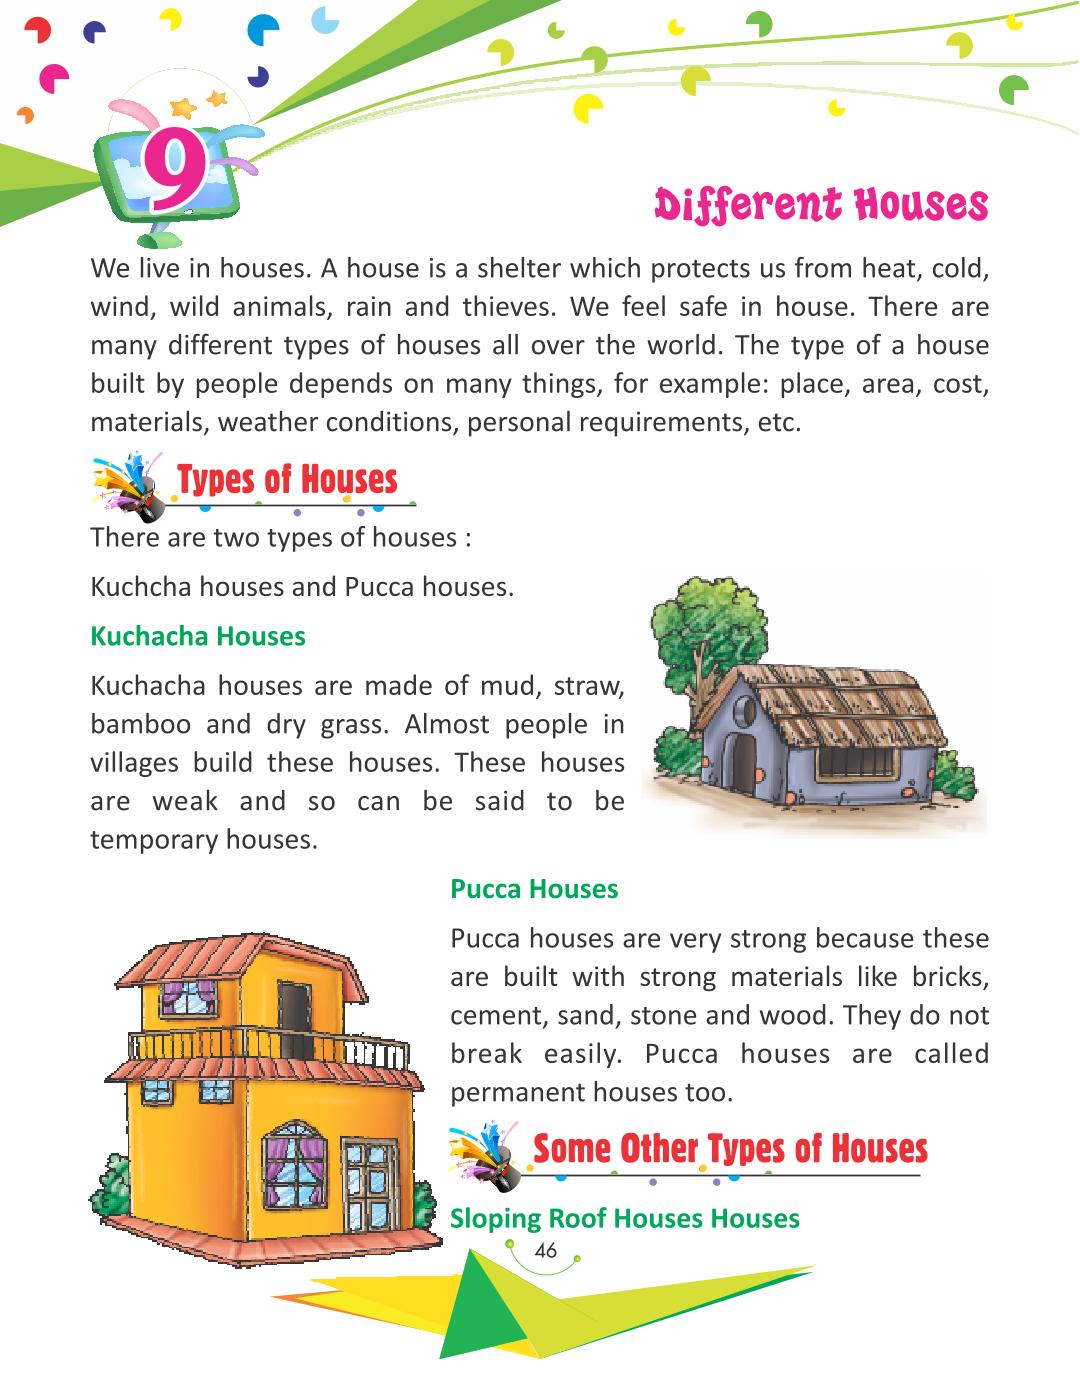 9
Different Houses
We live in houses. A house is a shelter which protects us from heat, cold,
wind, wild animals, rain and thieves. We feel safe in house. There are
many different types of houses all over the world. The type of a house
built by people depends on many things, for example: place, area, cost,
materials, weather conditions, personal requirements, etc.
Types of Houses
There are two types of houses :
Kuchcha houses and Pucca houses.
Kuchacha Houses
Kuchacha houses are made of mud, straw,
bamboo and dry grass. Almost people in
villages build these houses. These houses
are weak and so can be said to be
temporary houses.
Pucca Houses
Pucca houses are very strong because these
are built with strong materials like bricks,
cement, sand, stone and wood. They do not
break easily. Pucca houses are called
permanent houses too.
Some Other Types of Houses
Sloping Roof Houses Houses
46